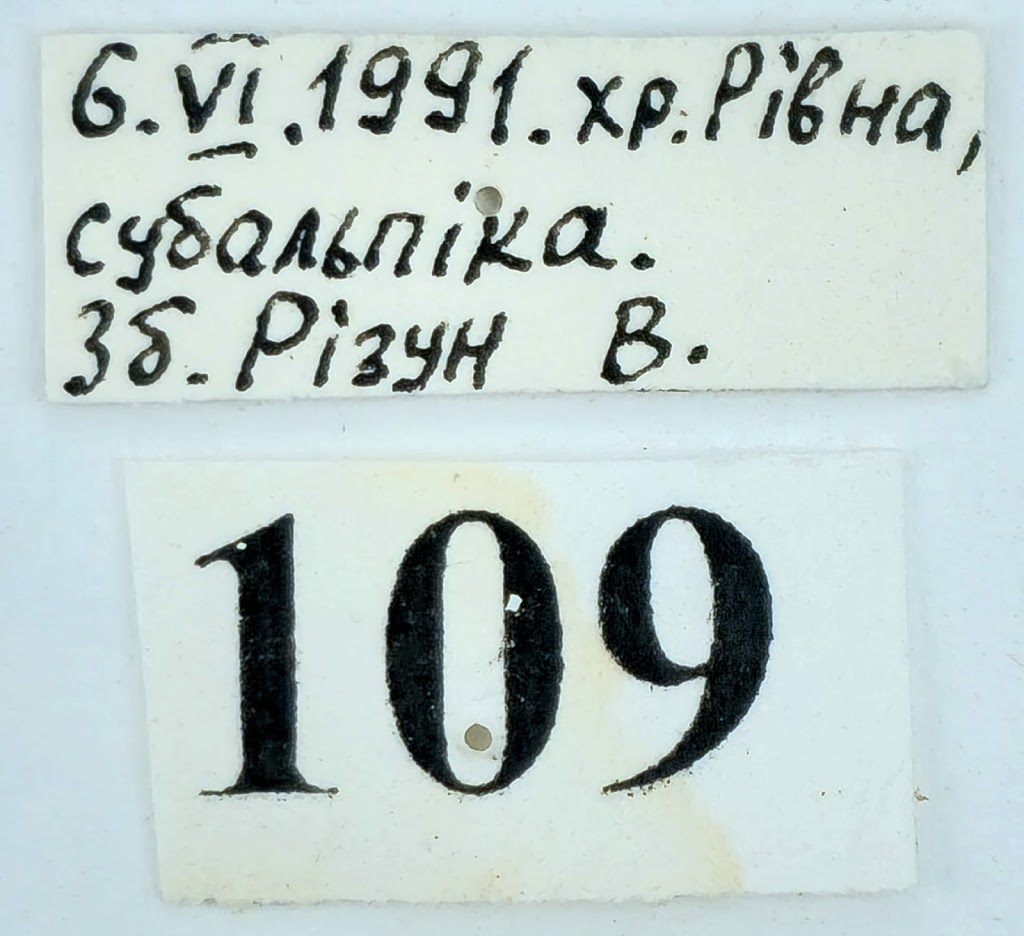 6.VI.1991. хр. Рівна,
субальпіка.
Зб. Різун В.
109